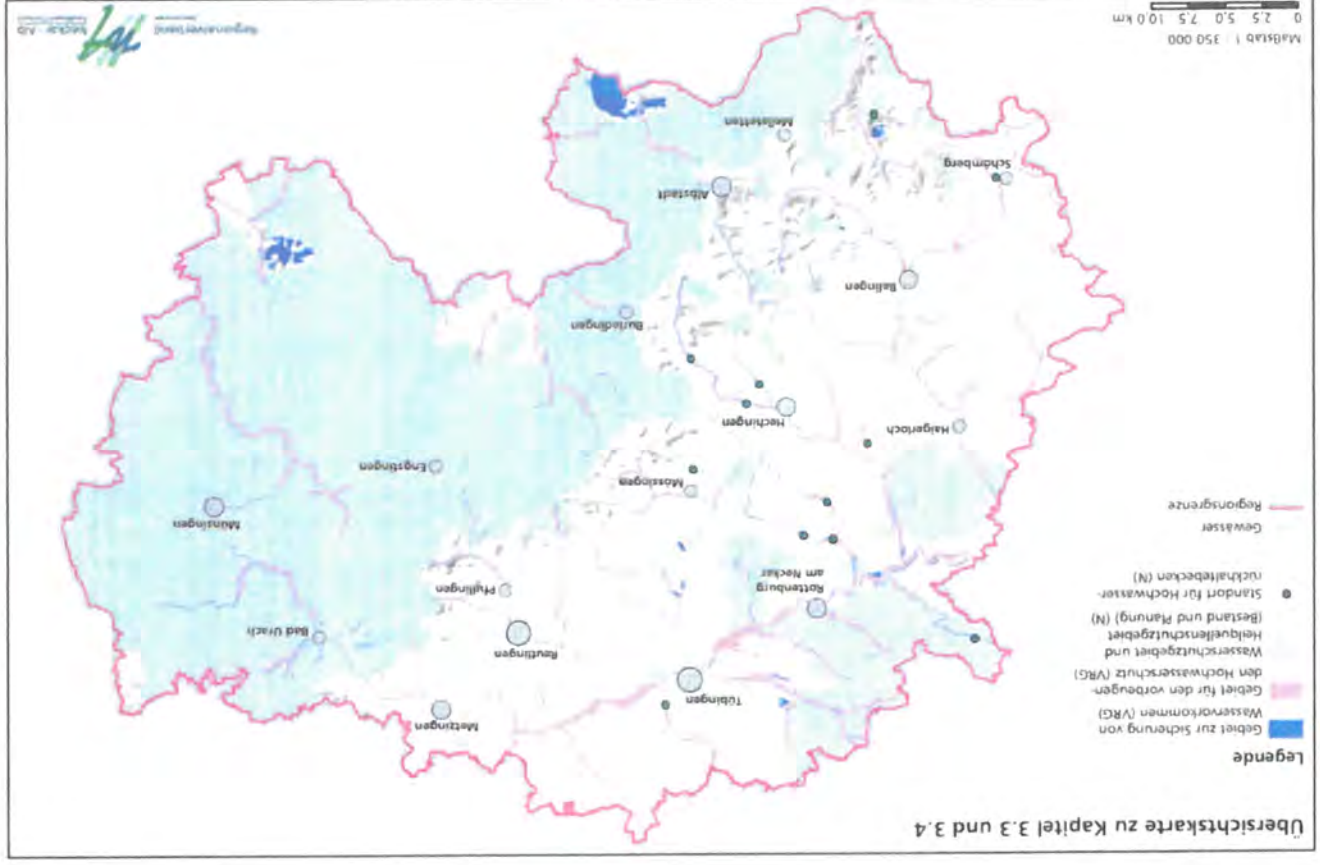 Übersichtskarte zu Kapitel 3.3 und 3.4
Legende
Gebiet zur Sicherung von
Wasservorkommen (VRG)
Gebiet für den vorbeugen-
den Hochwasserschutz (VRG)
Wasserschutzgebiet und
Heilquellenschutzgebiet
(Bestand und Planung) (N)
Standort für Hochwasser-
rückhaltebecken (N)
Gewässer
Regionsgrenze
Metzingen
Tübingen
Reutlingen
Bad Urach
Rottenburg
am Neckar
Pfullingen
Münsingen
Mössingen
Engstingen
Haigerloch
Hechingen
Burladingen
Balingen
Albstadt
Schömberg
Meßstetten
Maßstab 1 : 350 000
0 2.5 5.0 7.5 10.0 km
Regionalverband
Neckar-Alb